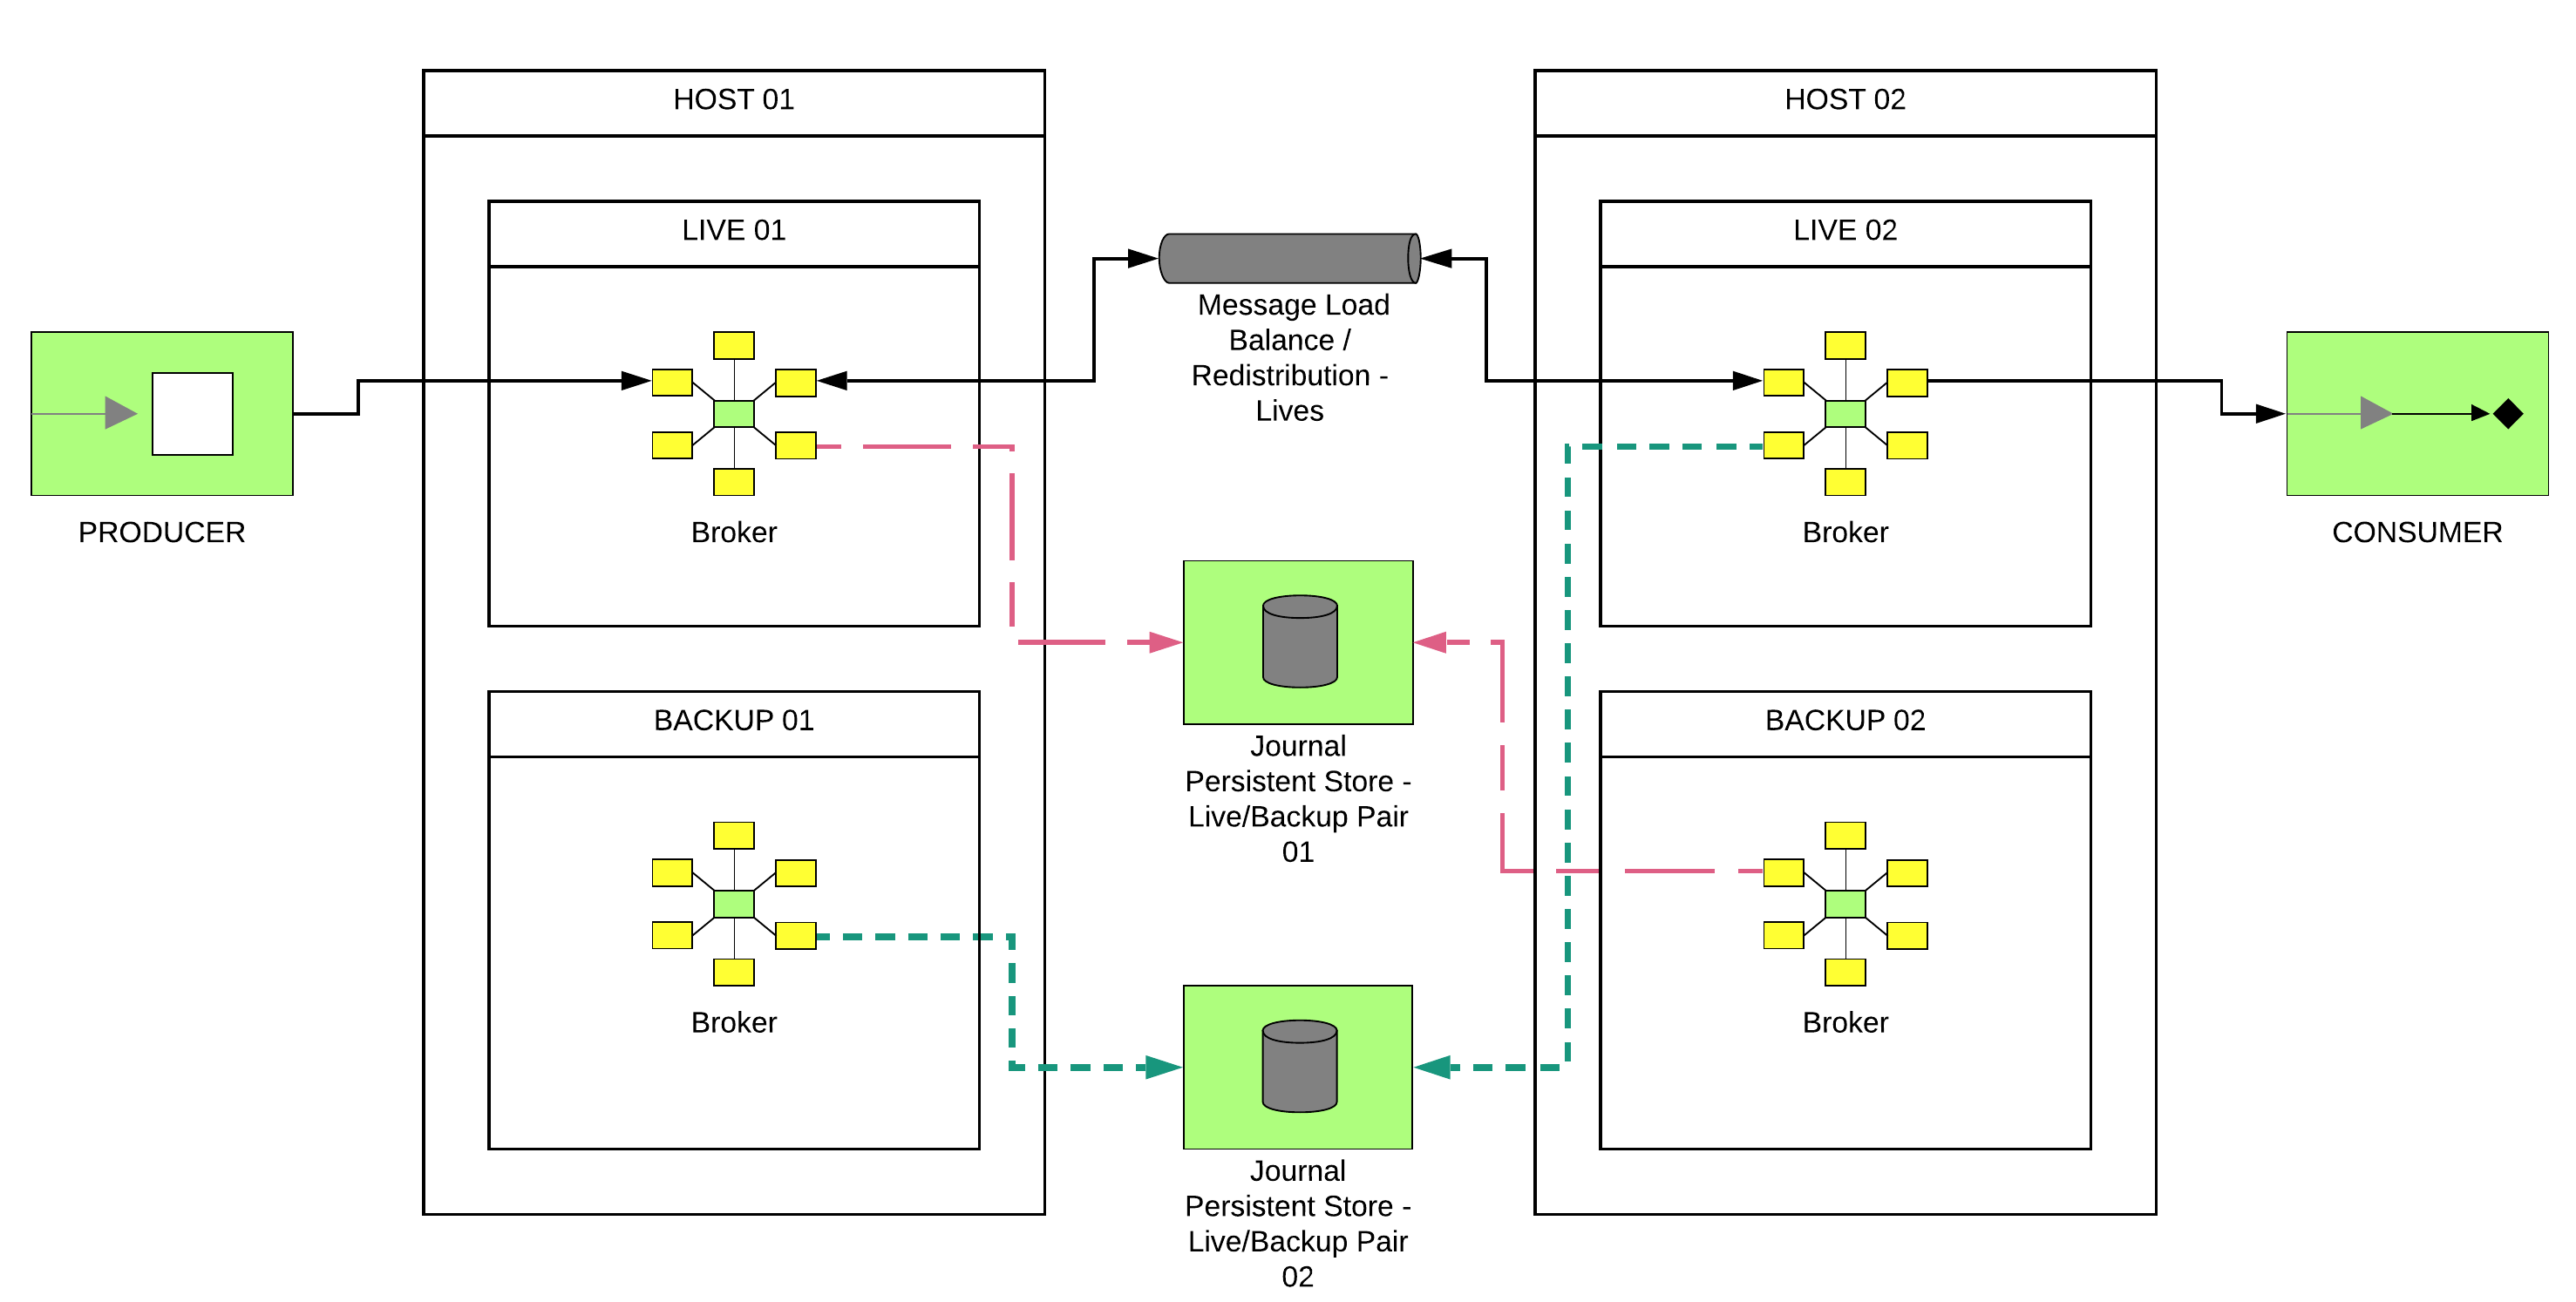 HOST 01
HOST 02
LIVE 01
LIVE 02
Message Load
Balance /
Redistribution -
Lives
PRODUCER
Broker
Broker
CONSUMER
BACKUP 01
BACKUP 02
Journal
Persistent Store -
Live/Backup Pair
01
Broker
Broker
Journal
Persistent Store -
Live/Backup Pair
02